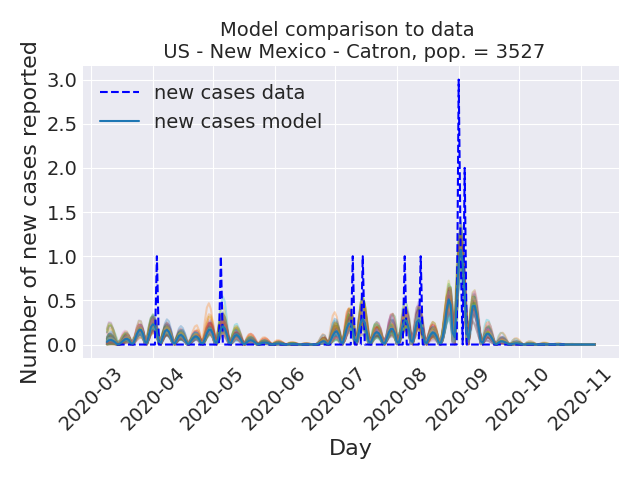 Model comparison to data
US - New Mexico - Catron, pop. = 3527
Number of new cases reported
3.0
2.5
2.0
1.5
1.0
0.5
0.0
new cases data
new cases model
2020-03
2020-04
2020-05
2020-06
2020-07
2020-08
2020-09
2020-10
2020-11
Day